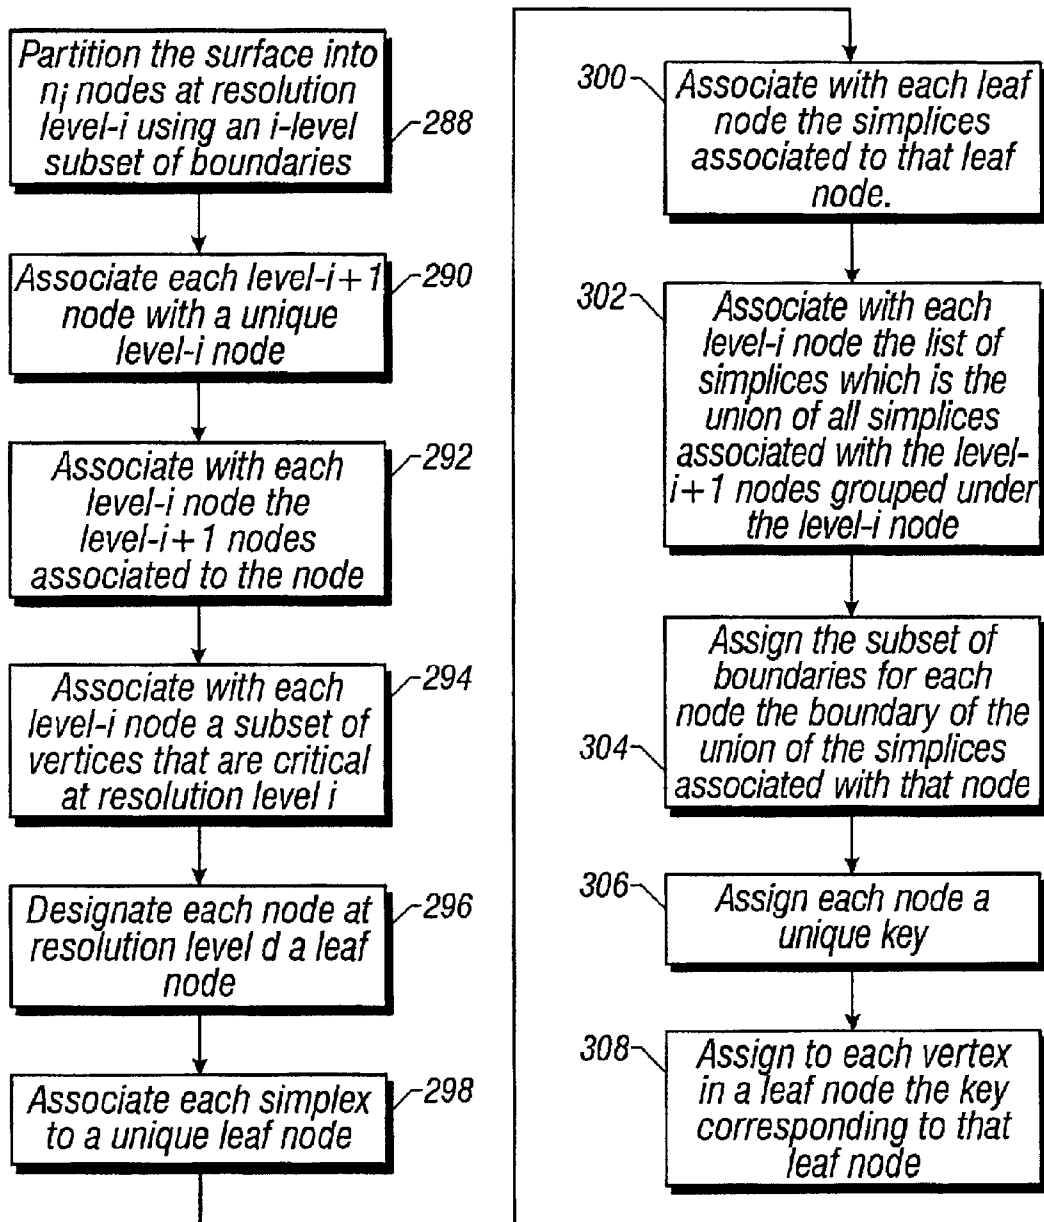 Partition the surface into
nᵢ nodes at resolution
level-i using an i-level
subset of boundaries
288
Associate each level-i+1
node with a unique
level-i node
290
Associate with each
level-i node the
level-i+1 nodes
associated to the node
292
Associate with each
level-i node a subset of
vertices that are critical
at resolution level i
294
Designate each node at
resolution level d a leaf
node
296
Associate each simplex
to a unique leaf node
298
300
Associate with each leaf
node the simplices
associated to that leaf
node.
302
Associate with each
level-i node the list of
simplices which is the
union of all simplices
associated with the level-
i+1 nodes grouped under
the level-i node
304
Assign the subset of
boundaries for each
node the boundary of the
union of the simplices
associated with that node
306
Assign each node a
unique key
308
Assign to each vertex
in a leaf node the key
corresponding to that
leaf node